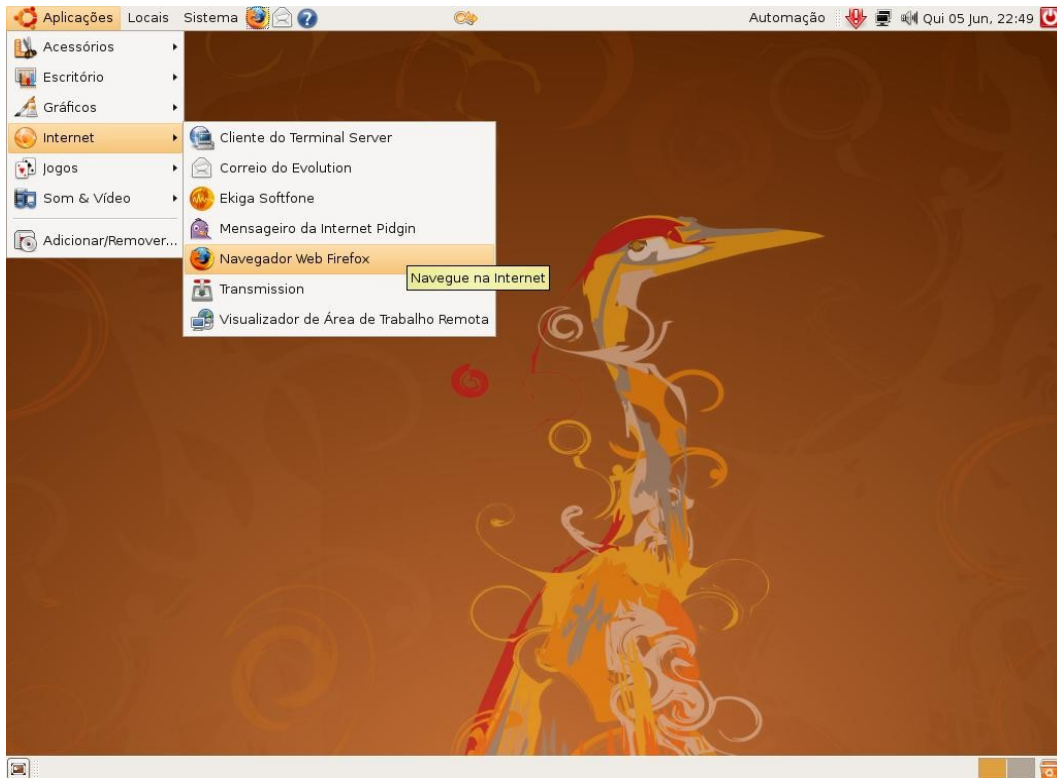 Aplicações Locais Sistema Automação Qui 05 Jun, 22:49
Acessórios
Escritório
Gráficos
Internet
Jogos
Som & Vídeo
Adicionar/Remover...
Cliente do Terminal Server
Correio do Evolution
Ekiga Softfone
Mensageiro da Internet Pidgin
Navegador Web Firefox
Navegue na Internet
Transmission
Visualizador de Área de Trabalho Remota